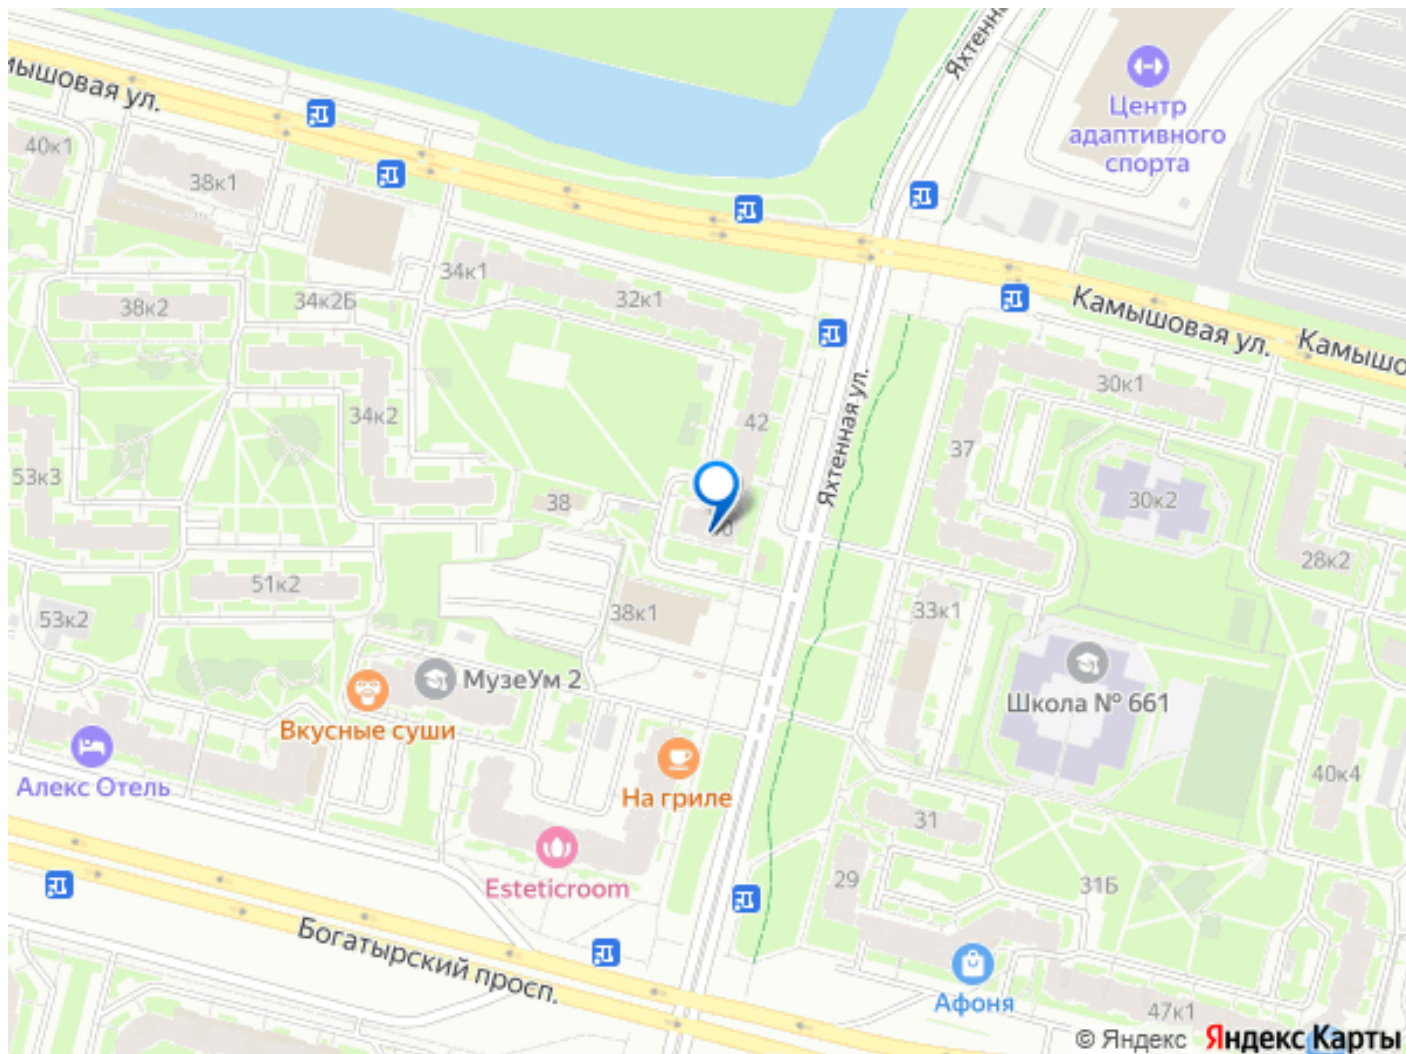 Яхтенн
мышовая ул.
Центр
адаптивного
спорта
40к1
38к1
34к1
38к2
34к2Б
32к1
Камышовая ул.
Камышо
30к1
34к2
42
Яхтенная ул.
37
53к3
38
30к2
28к2
51к2
53к2
38к1
33к1
МузеУм 2
Школа № 661
Вкусные суши
Алекс Отель
На гриле
40к4
31
Esteticroom
29
31Б
Богатырский просп.
Афоня
47к1
© Яндекс Яндекс Карты